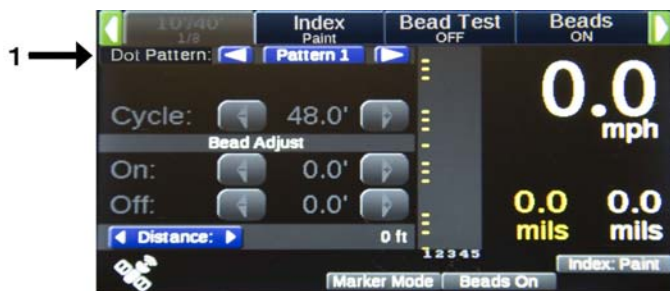 10'/40' Index Bead Test Beads
1/8 Paint OFF ON
1 Dot Pattern: Pattern 1
0.0
mph
Cycle: 48.0'
Bead Adjust
On: 0.0'
Off: 0.0'
0.0 0.0
mils mils
Distance: 0 ft
12345
Index: Paint
Marker Mode Beads On